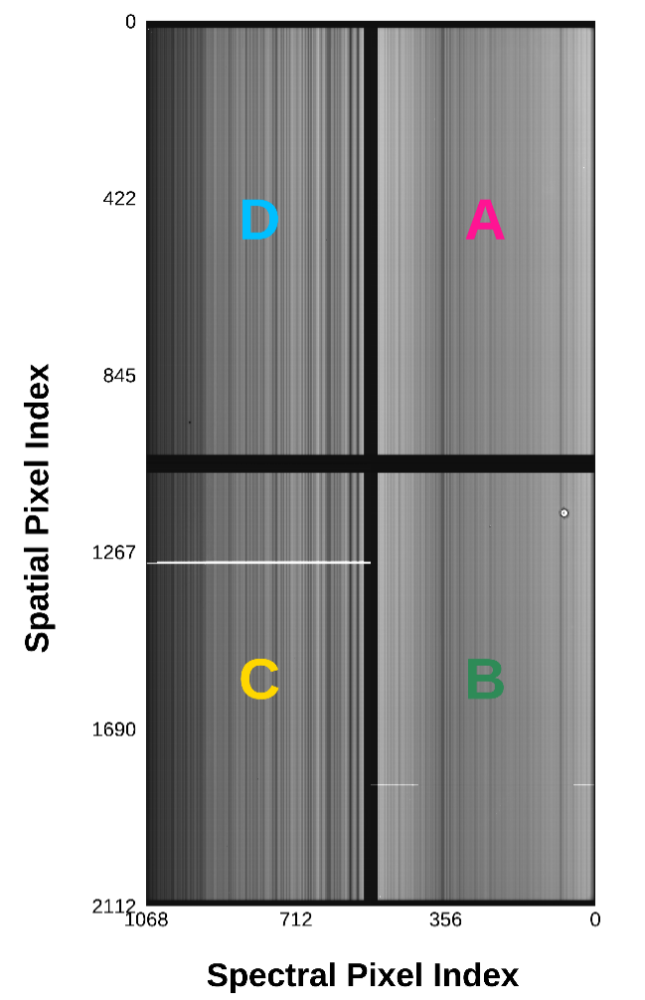 0
422
D
A
845
Spatial Pixel Index
1267
C
B
1690
2112
1068
712
356
0
Spectral Pixel Index